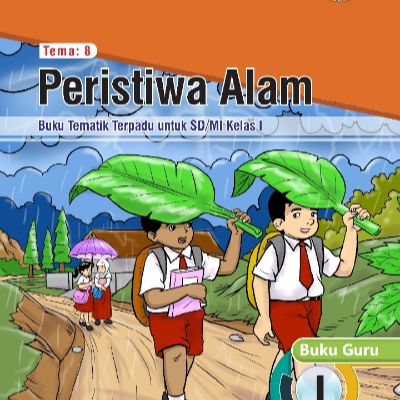 Tema: 8
Peristiwa Alam
Buku Tematik Terpadu untuk SD/MI Kelas I
Buku Guru
I